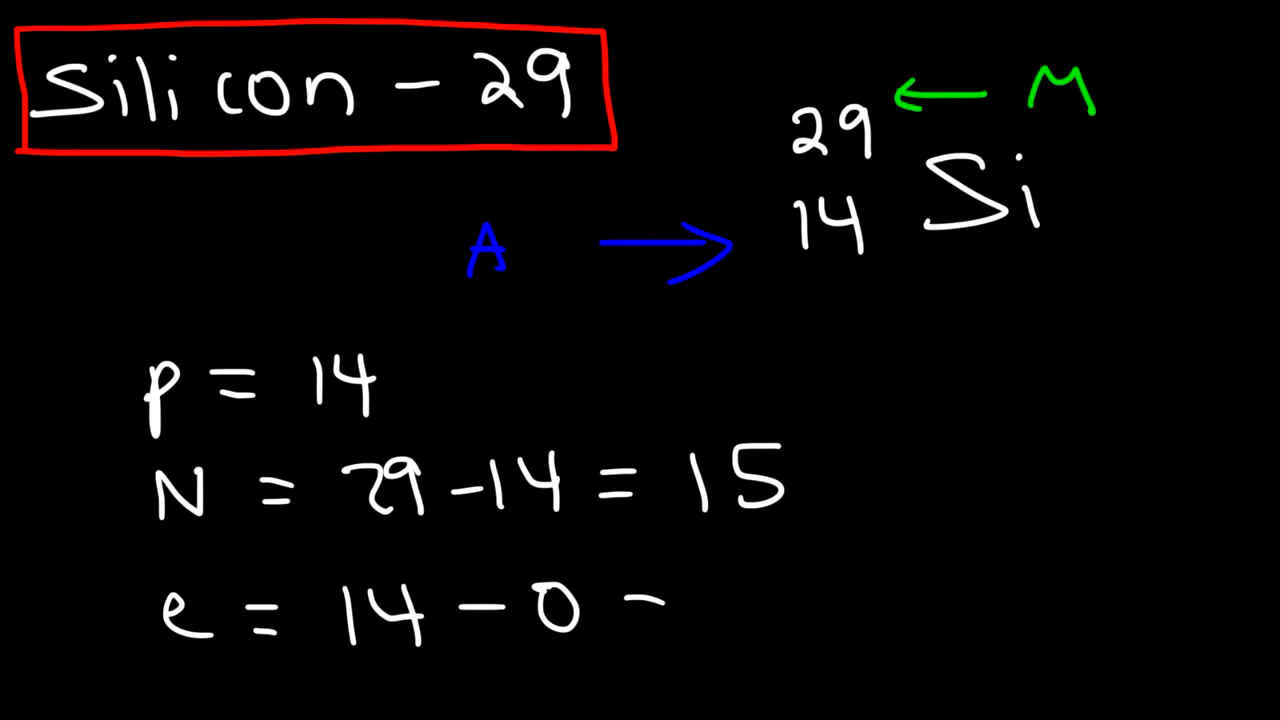 Silicon - 29
29 ← M
14 Si
A →
p = 14
N = 29 - 14 = 15
e = 14 - 0 -